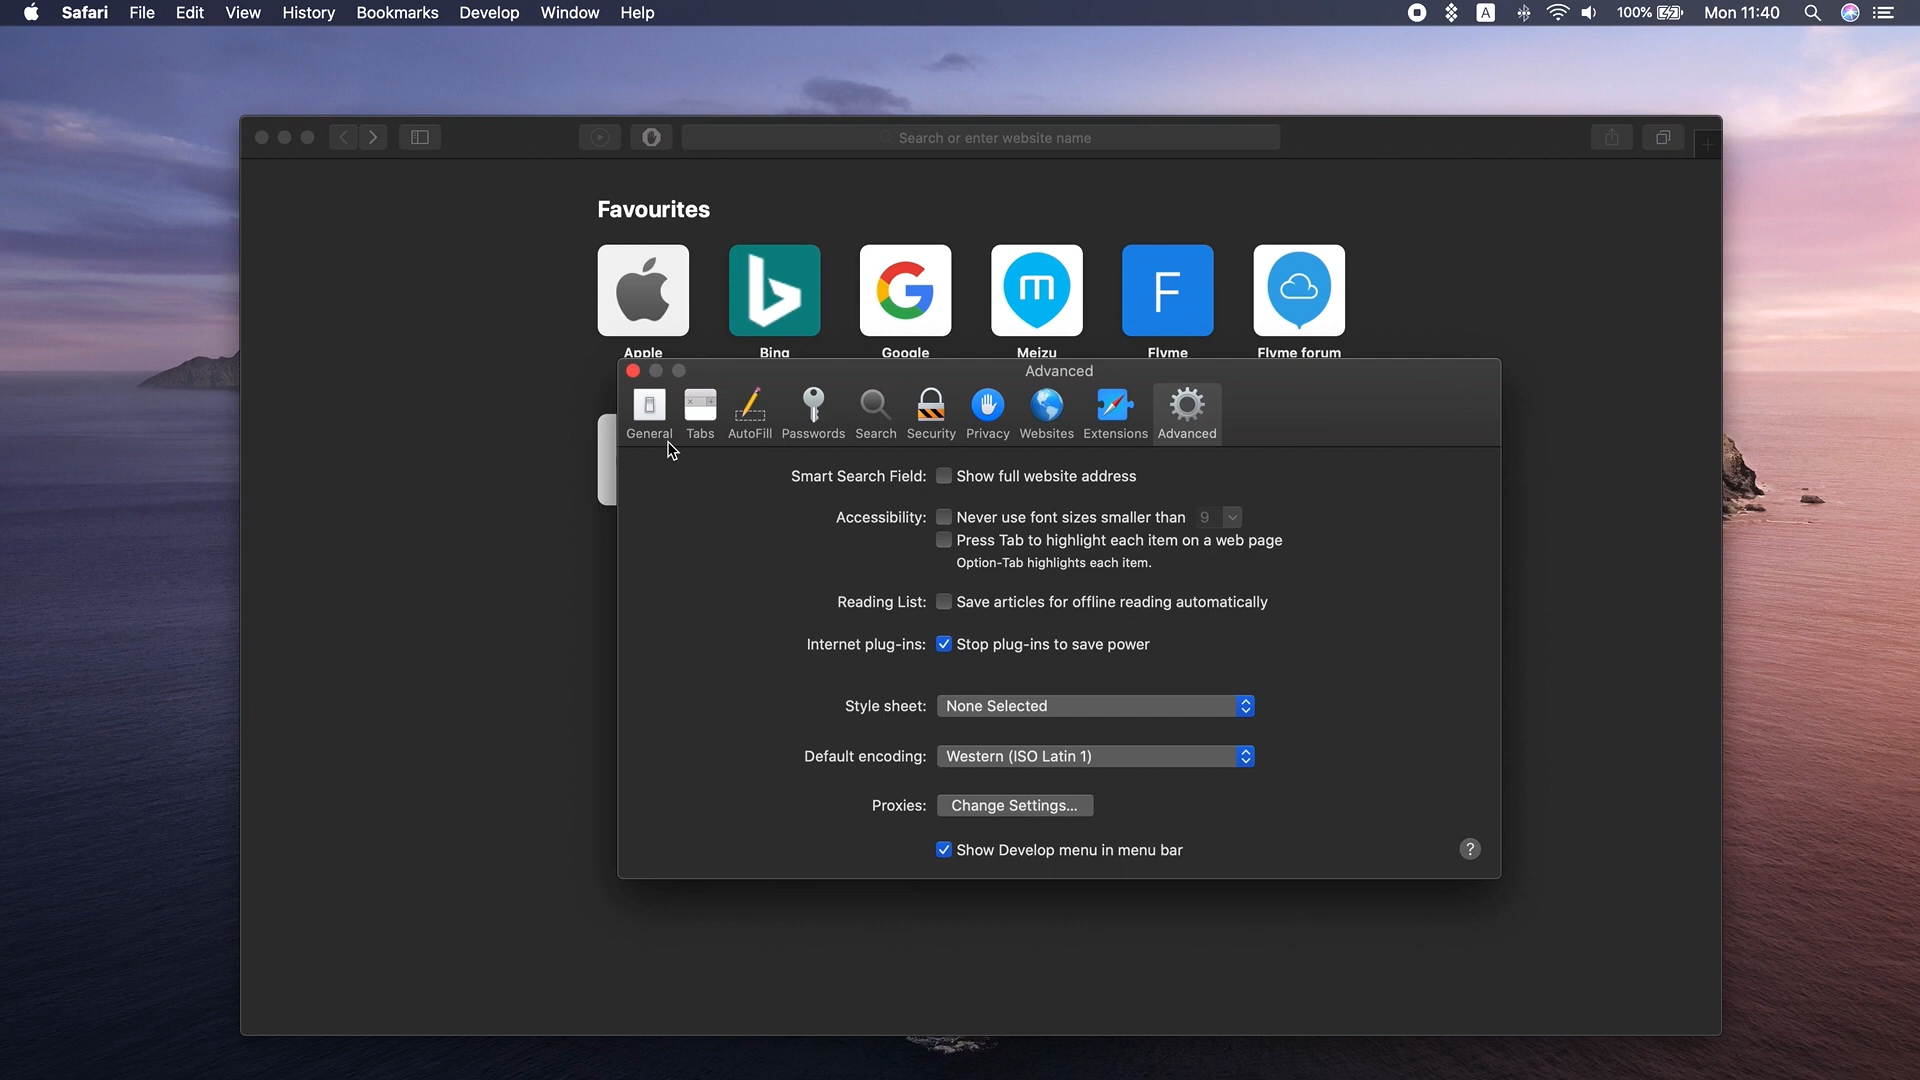 Safari File Edit View History Bookmarks Develop Window Help A 100% Mon 11:40
Search or enter website name
Favourites
F
Apple Bing Google Meizu Flyme Flyme forum
Advanced
General Tabs AutoFill Passwords Search Security Privacy Websites Extensions Advanced
Smart Search Field: Show full website address
Accessibility: Never use font sizes smaller than 9
Press Tab to highlight each item on a web page
Option-Tab highlights each item.
Reading List: Save articles for offline reading automatically
Internet plug-ins: Stop plug-ins to save power
Style sheet: None Selected
Default encoding: Western (ISO Latin 1)
Proxies: Change Settings...
Show Develop menu in menu bar ?